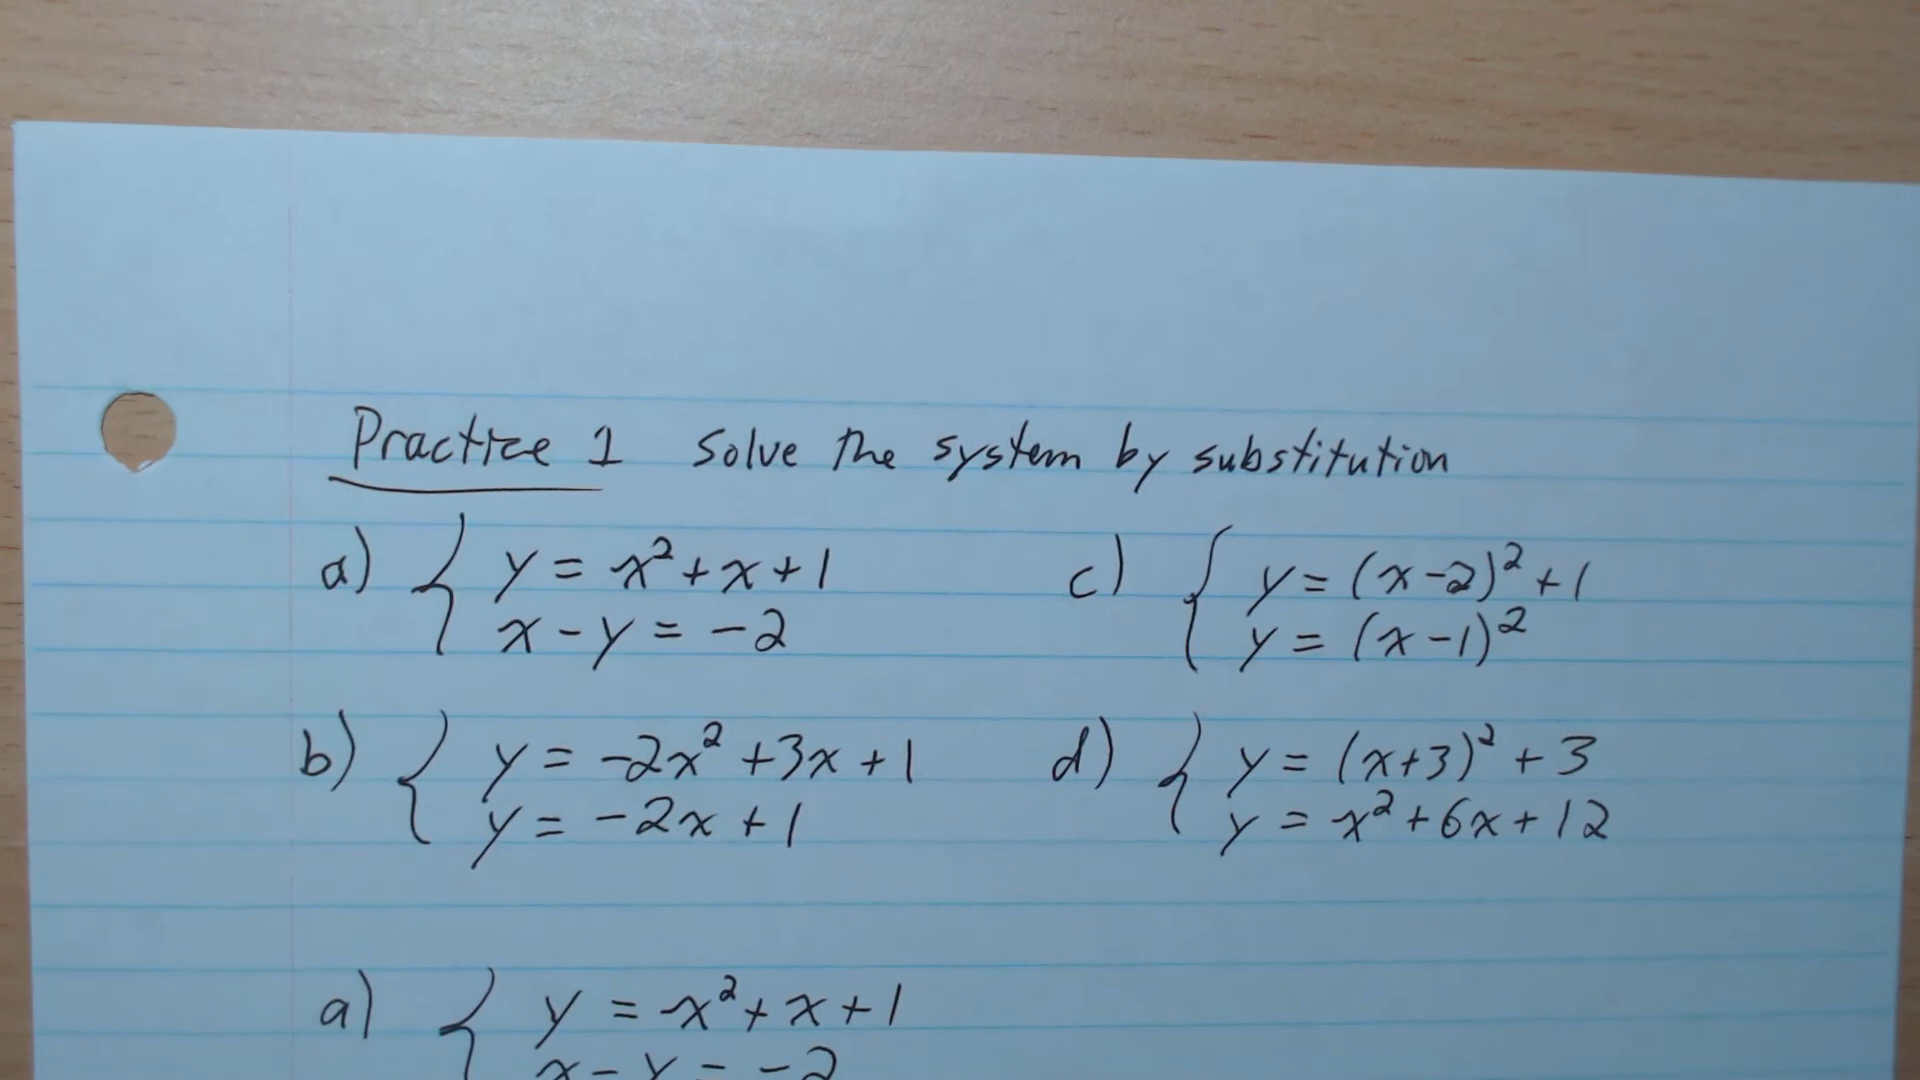 Practice 1 Solve the system by substitution
a) { y = x² + x + 1
x - y = -2
c) { y = (x-2)² + 1
y = (x-1)²
b) { y = -2x² + 3x + 1
y = -2x + 1
d) { y = (x+3)² + 3
y = x² + 6x + 12
a) { y = x² + x + 1
x - y = -2